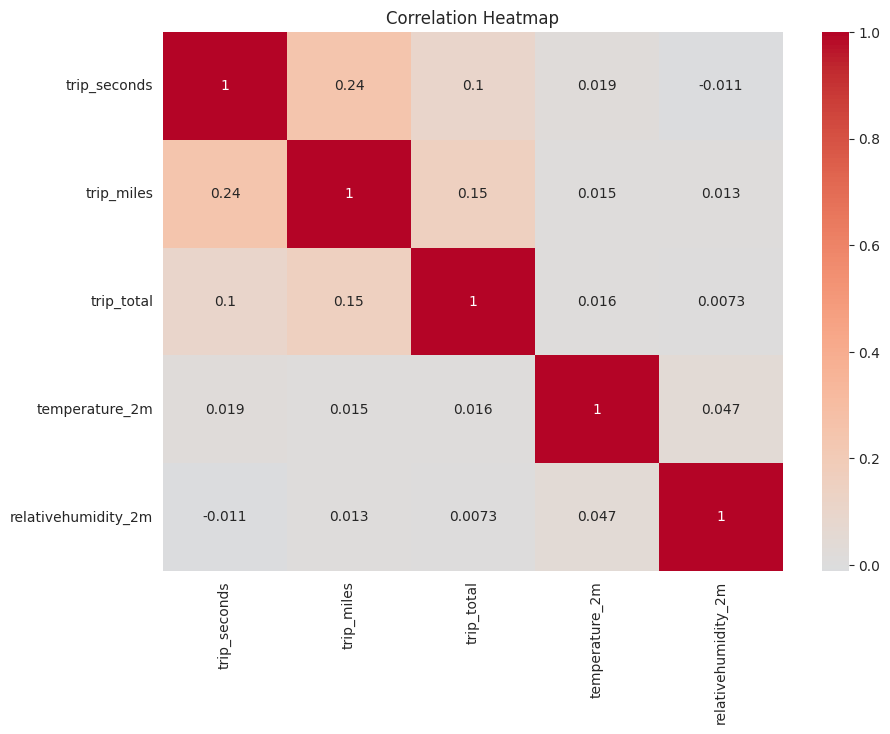 Correlation Heatmap
trip_seconds 1 0.24 0.1 0.019 -0.011
trip_miles 0.24 1 0.15 0.015 0.013
trip_total 0.1 0.15 1 0.016 0.0073
temperature_2m 0.019 0.015 0.016 1 0.047
relativehumidity_2m -0.011 0.013 0.0073 0.047 1
trip_seconds
trip_miles
trip_total
temperature_2m
relativehumidity_2m
1.0
0.8
0.6
0.4
0.2
0.0